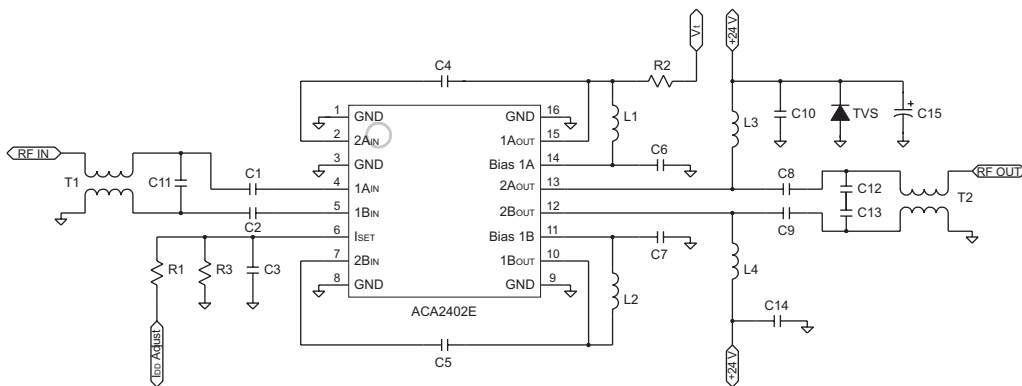 Vt
+24 V
C4
R2
1
GND
GND
16
2
2AIN
1AOUT
15
L1
L3
C10
TVS
+
C15
3
GND
Bias 1A
14
C6
RF IN
T1
C11
C1
4
1AIN
2AOUT
13
C8
C12
T2
RF OUT
C2
5
1BIN
2BOUT
12
C9
C13
6
ISET
Bias 1B
11
C7
R1
R3
C3
7
2BIN
1BOUT
10
L4
8
GND
GND
9
L2
ACA2402E
C14
IDD Adjust
C5
+24 V